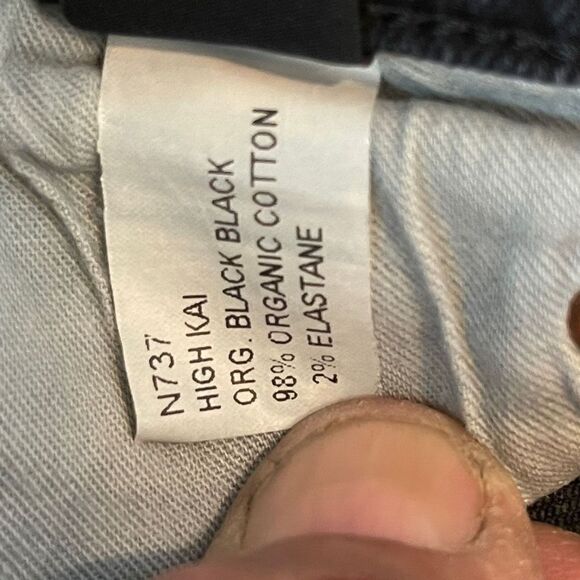 N737
HIGH KAI
ORG. BLACK BLACK
98% ORGANIC COTTON
2% ELASTANE